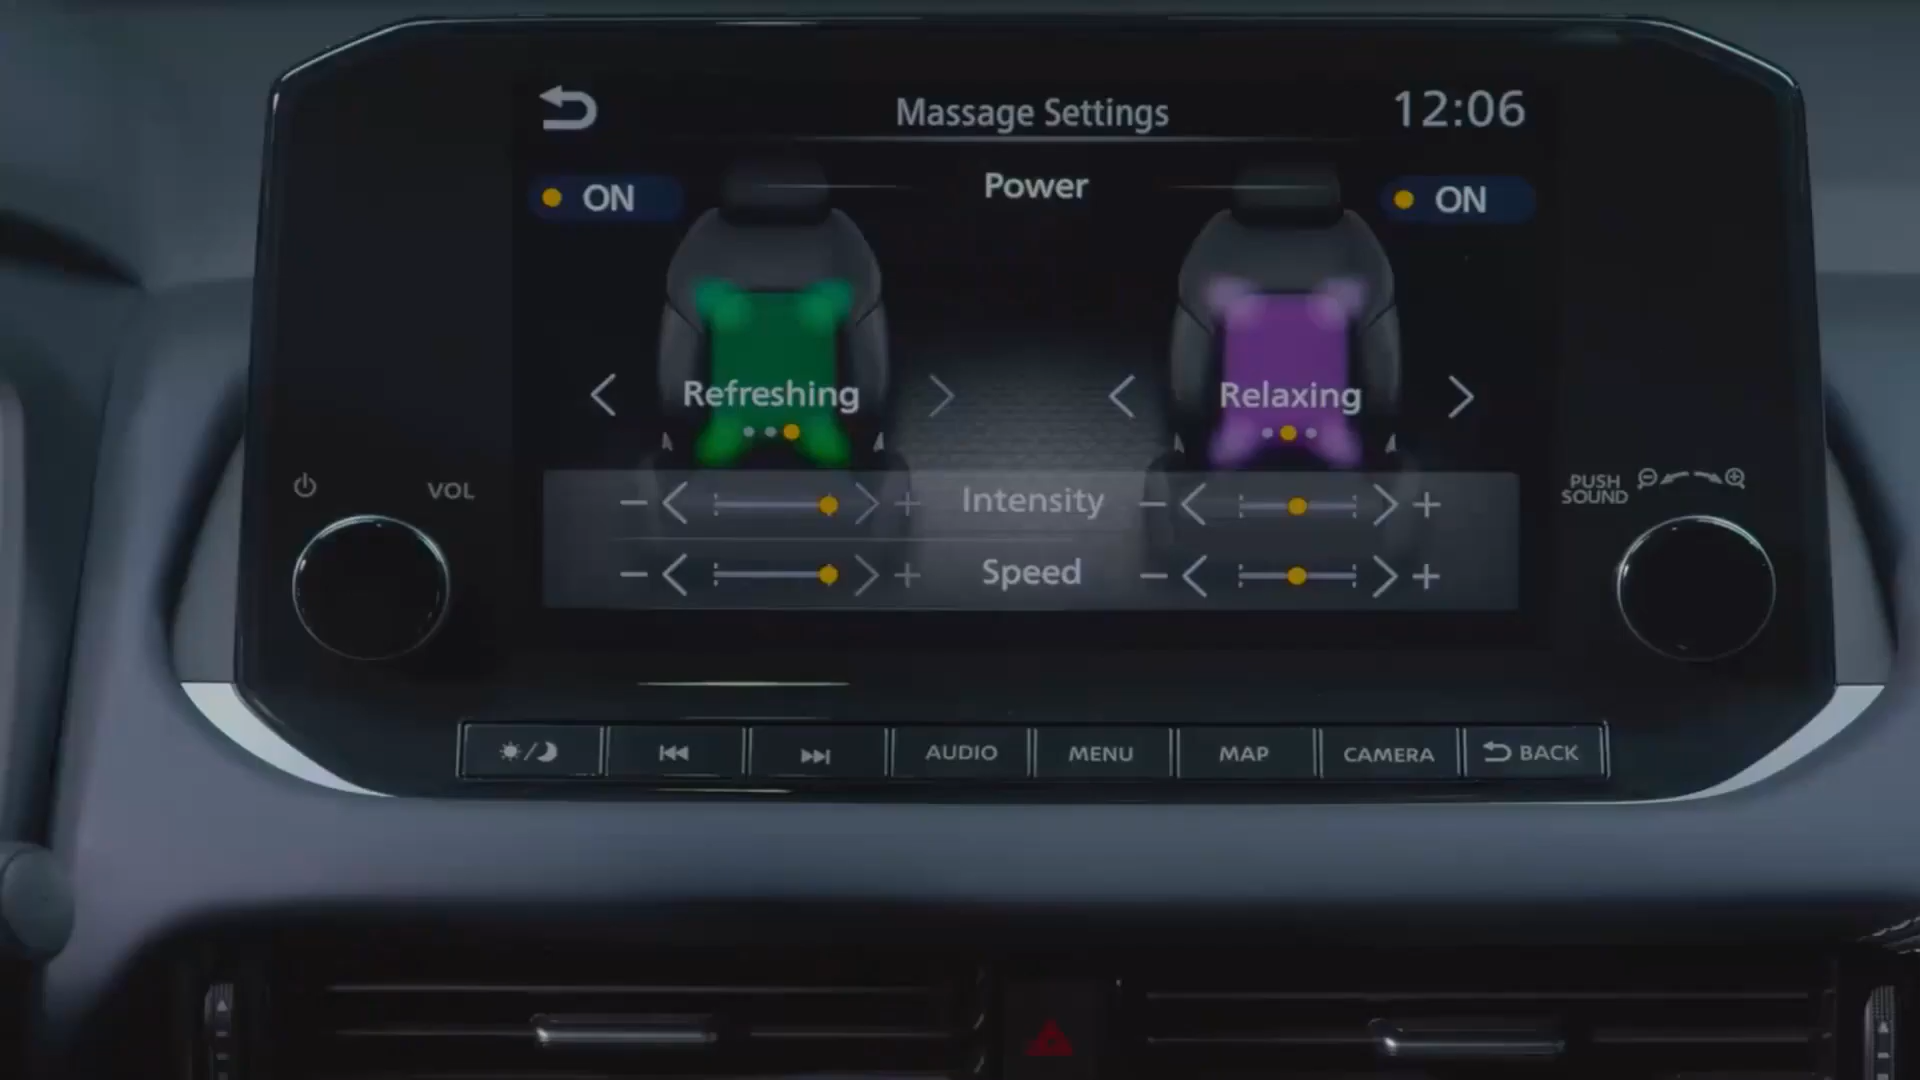 Massage Settings 12:06
ON Power ON
Refreshing Relaxing
Intensity
Speed
VOL
PUSH
SOUND
AUDIO MENU MAP CAMERA BACK